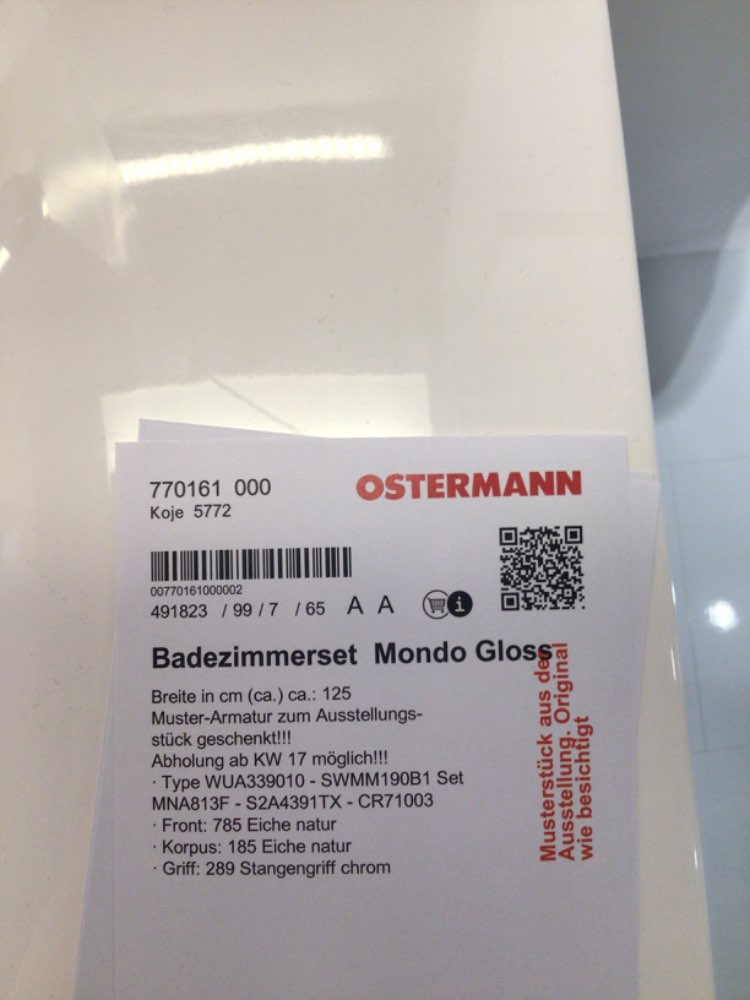 770161 000
OSTERMANN
Koje 5772
00770161000002
491823 / 99 / 7 / 65 A A
Badezimmerset Mondo Gloss
Breite in cm (ca.) ca.: 125
Muster-Armatur zum Ausstellungs-
stück geschenkt!!!
Abholung ab KW 17 möglich!!!
· Type WUA339010 - SWMM190B1 Set
MNA813F - S2A4391TX - CR71003
· Front: 785 Eiche natur
· Korpus: 185 Eiche natur
· Griff: 289 Stangengriff chrom
Musterstück aus der
Ausstellung. Original
wie besichtigt